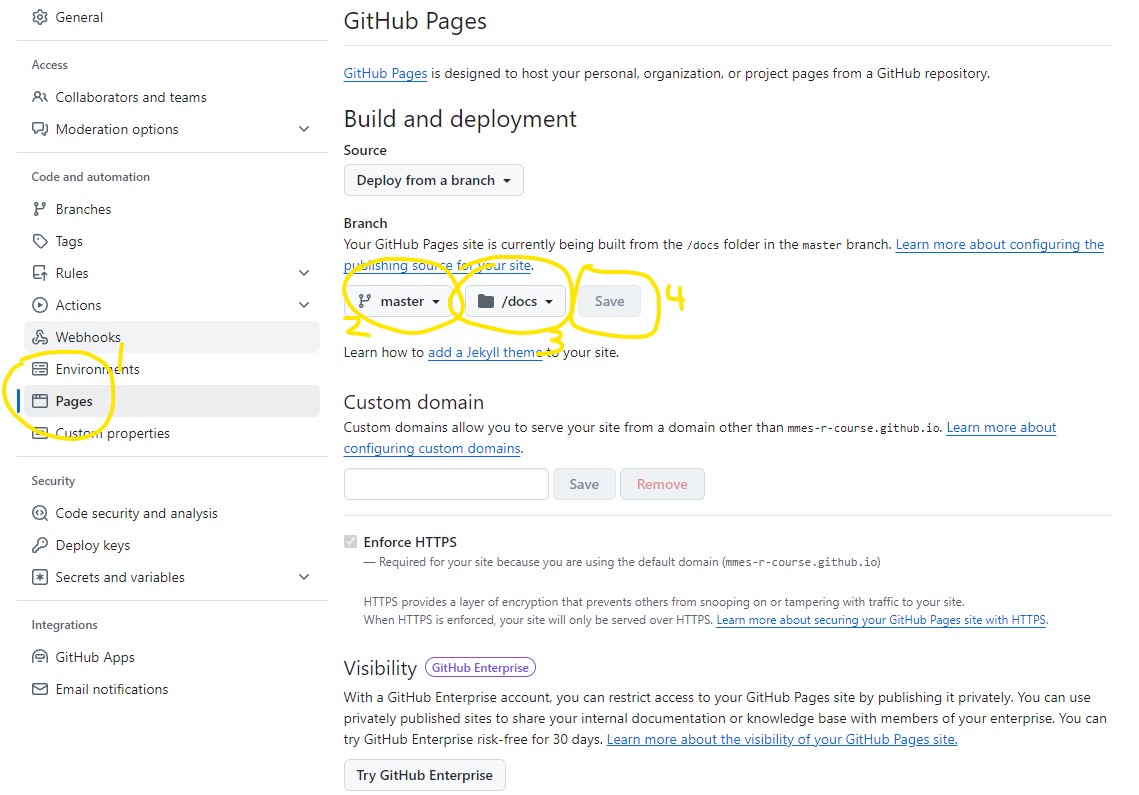 General
Access
Collaborators and teams
Moderation options
Code and automation
Branches
Tags
Rules
Actions
Webhooks
Environments
1
Pages
Custom properties
Security
Code security and analysis
Deploy keys
Secrets and variables
Integrations
GitHub Apps
Email notifications
GitHub Pages
GitHub Pages is designed to host your personal, organization, or project pages from a GitHub repository.
Build and deployment
Source
Deploy from a branch
Branch
Your GitHub Pages site is currently being built from the /docs folder in the master branch. Learn more about configuring the
publishing source for your site.
master /docs Save 4
2 3
Learn how to add a Jekyll theme to your site.
Custom domain
Custom domains allow you to serve your site from a domain other than mmes-r-course.github.io. Learn more about
configuring custom domains.
Save Remove
Enforce HTTPS
— Required for your site because you are using the default domain (mmes-r-course.github.io)
HTTPS provides a layer of encryption that prevents others from snooping on or tampering with traffic to your site.
When HTTPS is enforced, your site will only be served over HTTPS. Learn more about securing your GitHub Pages site with HTTPS.
Visibility GitHub Enterprise
With a GitHub Enterprise account, you can restrict access to your GitHub Pages site by publishing it privately. You can use
privately published sites to share your internal documentation or knowledge base with members of your enterprise. You can
try GitHub Enterprise risk-free for 30 days. Learn more about the visibility of your GitHub Pages site.
Try GitHub Enterprise